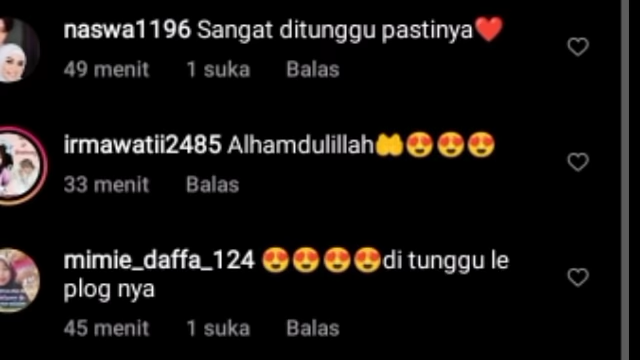 naswa1196 Sangat ditunggu pastinya❤️
49 menit 1 suka Balas
irmawatii2485 Alhamdulillah🤲😍😍😍
33 menit Balas
mimie_daffa_124 😍😍😍😍di tunggu le
plog nya
45 menit 1 suka Balas